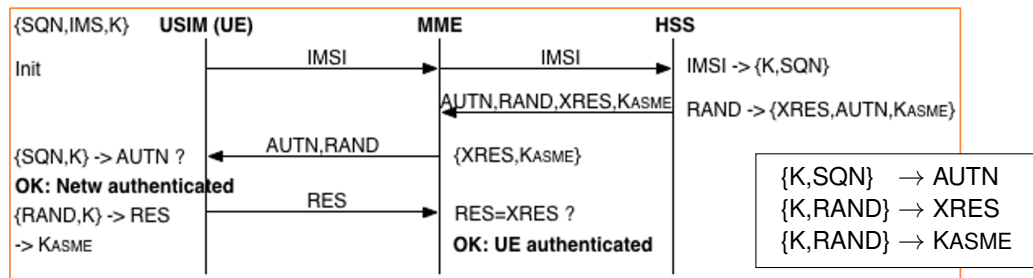 {SQN,IMS,K} USIM (UE) MME HSS
Init IMSI IMSI IMSI -> {K,SQN}
AUTN,RAND,XRES,KASME RAND -> {XRES,AUTN,KASME}
{SQN,K} -> AUTN ? AUTN,RAND {XRES,KASME}
OK: Netw authenticated
{RAND,K} -> RES RES RES=XRES ?
-> KASME OK: UE authenticated
{K,SQN} → AUTN
{K,RAND} → XRES
{K,RAND} → KASME